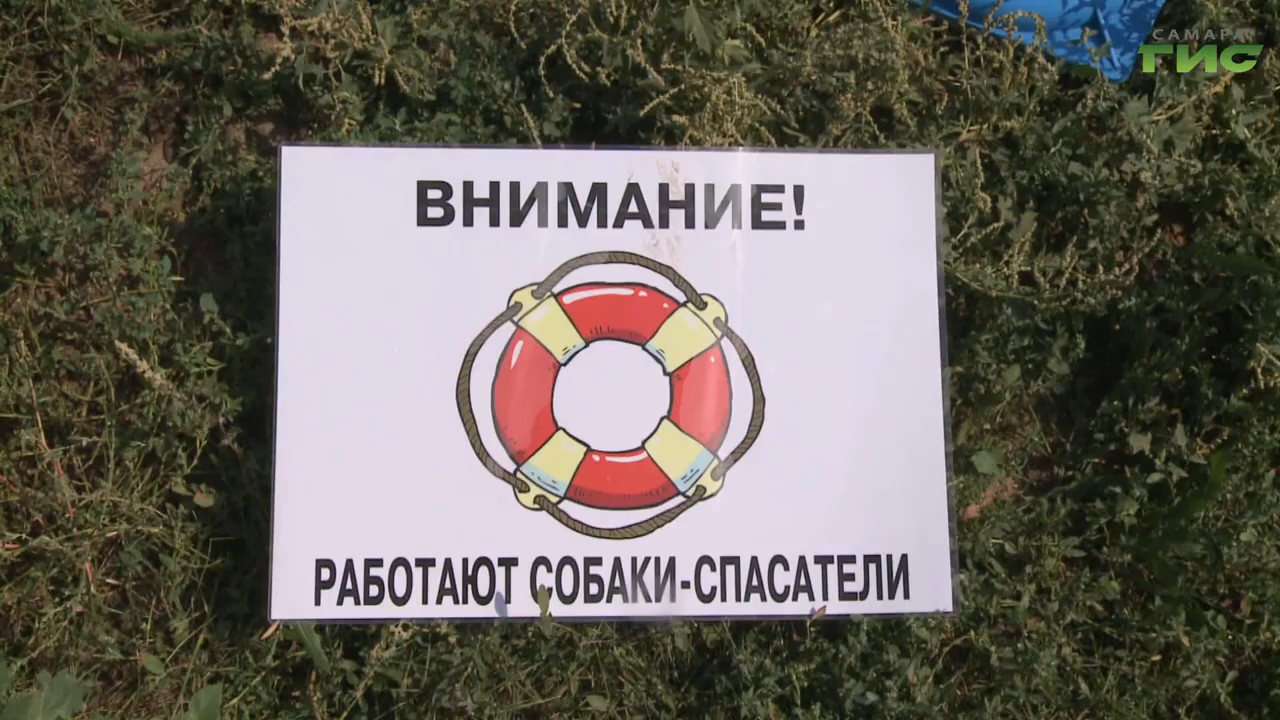 САМАРА
ГИС
ВНИМАНИЕ!
РАБОТАЮТ СОБАКИ-СПАСАТЕЛИ